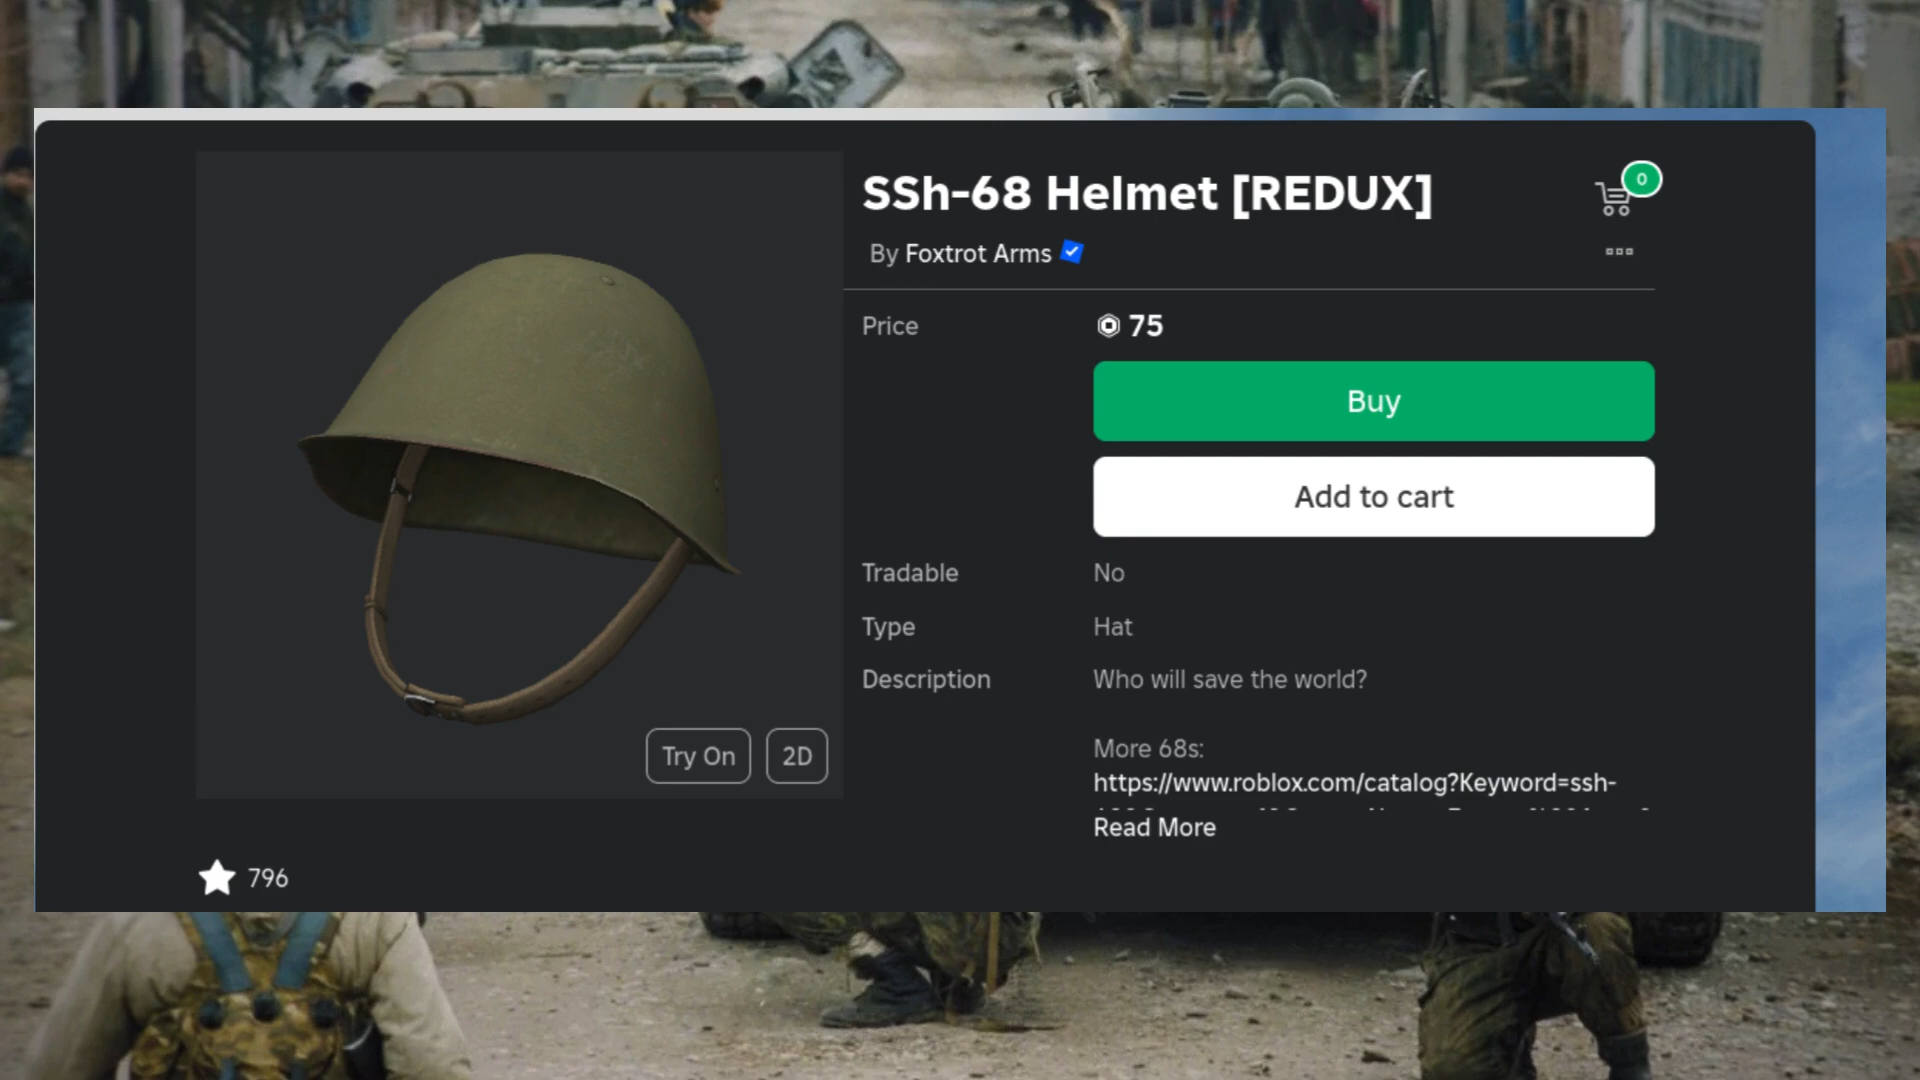 SSh-68 Helmet [REDUX]
0
By Foxtrot Arms
Price
75
Buy
Add to cart
Tradable
No
Type
Hat
Description
Who will save the world?
More 68s:
https://www.roblox.com/catalog?Keyword=ssh-
Read More
Try On
2D
796